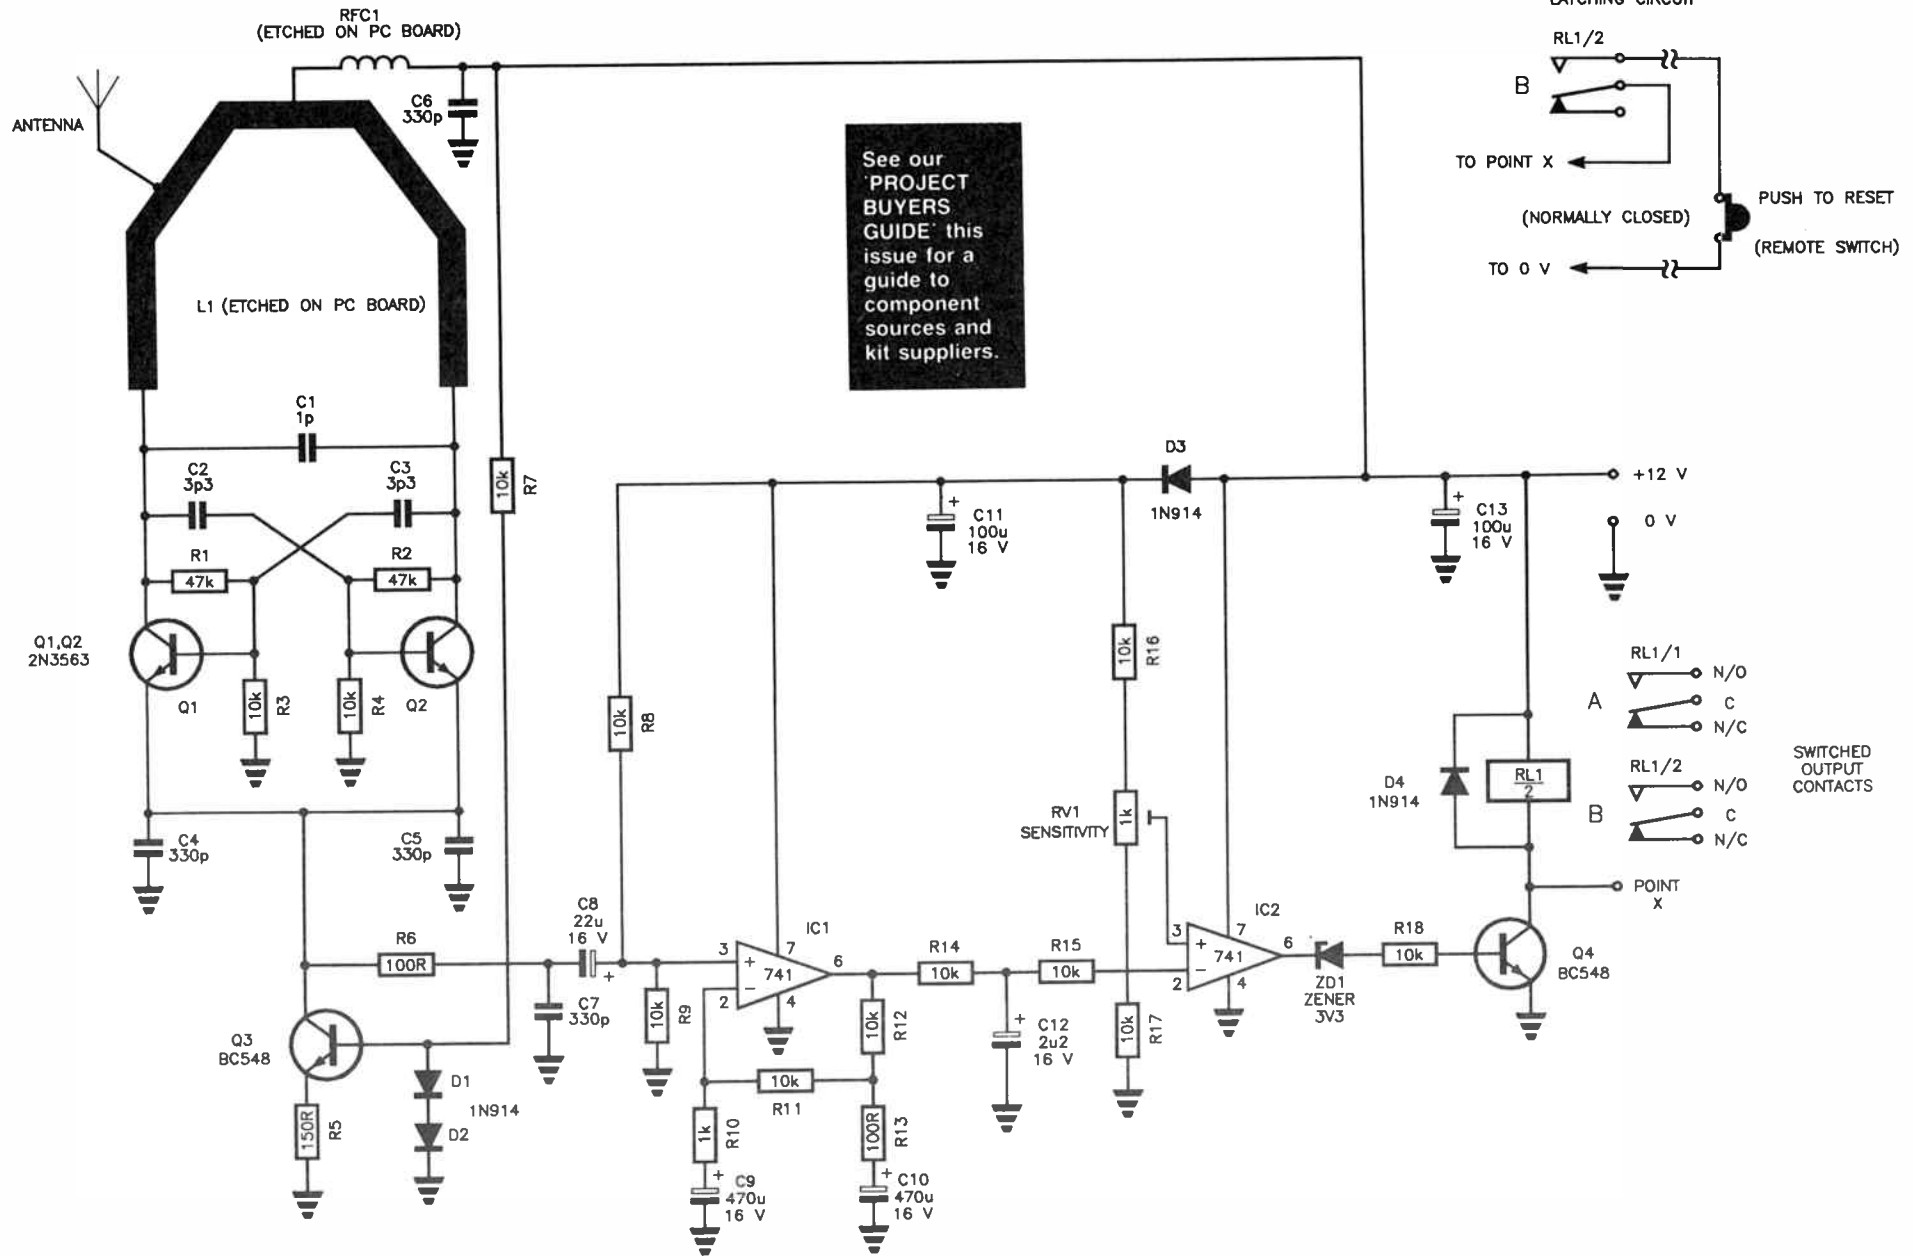 LATCHING CIRCUIT
RFC1
(ETCHED ON PC BOARD)
ANTENNA
C6
330p
L1 (ETCHED ON PC BOARD)
See our
'PROJECT
BUYERS
GUIDE' this
issue for a
guide to
component
sources and
kit suppliers.
RL1/2
B
TO POINT X
(NORMALLY CLOSED)
PUSH TO RESET
(REMOTE SWITCH)
TO 0 V
C1
1p
C2
3p3
C3
3p3
R1
47k
R2
47k
10k
R7
Q1,Q2
2N3563
Q1
10k
R3
10k
R4
Q2
C4
330p
C5
330p
R6
100R
Q3
BC548
150R
R5
D1
1N914
D2
C7
330p
C8
22u
16 V
+
10k
R8
10k
R9
IC1
3
+
7
741
6
−
2
4
10k
R12
10k
R11
1k
R10
100R
R13
+
C9
470u
16 V
+
C10
470u
16 V
R14
10k
R15
10k
+
C12
2u2
16 V
+
C11
100u
16 V
D3
1N914
10k
R16
RV1
SENSITIVITY
1k
10k
R17
IC2
3
+
7
741
6
−
2
4
ZD1
ZENER
3V3
R18
10k
Q4
BC548
+
C13
100u
16 V
+12 V
0 V
D4
1N914
RL1
2
POINT
X
RL1/1
A
N/O
C
N/C
RL1/2
B
N/O
C
N/C
SWITCHED
OUTPUT
CONTACTS